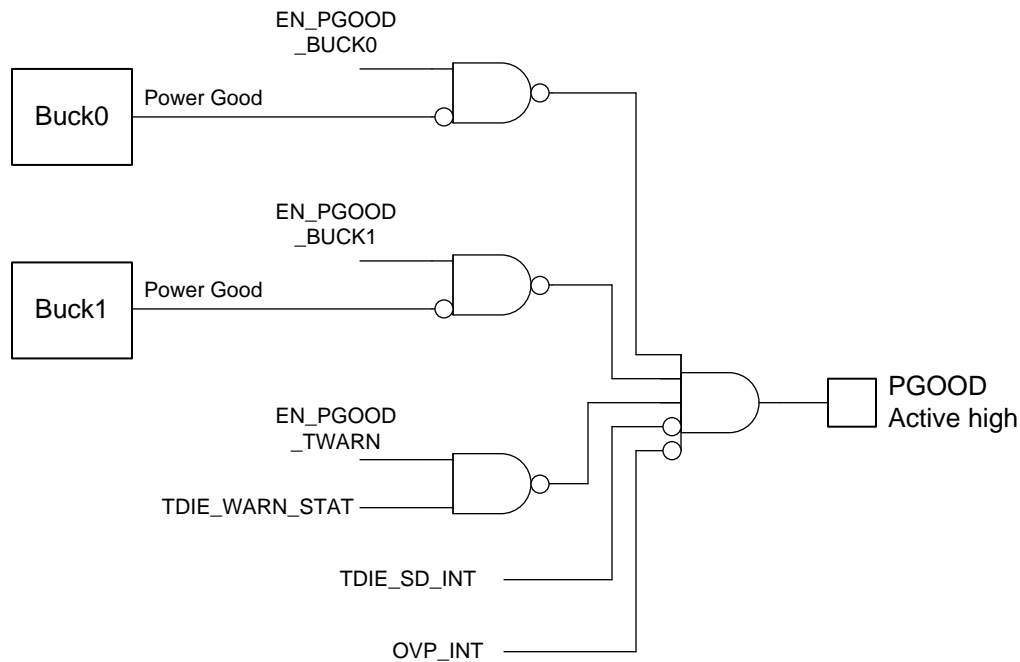 EN_PGOOD
_BUCK0
Buck0
Power Good
EN_PGOOD
_BUCK1
Buck1
Power Good
EN_PGOOD
_TWARN
TDIE_WARN_STAT
TDIE_SD_INT
OVP_INT
PGOOD
Active high